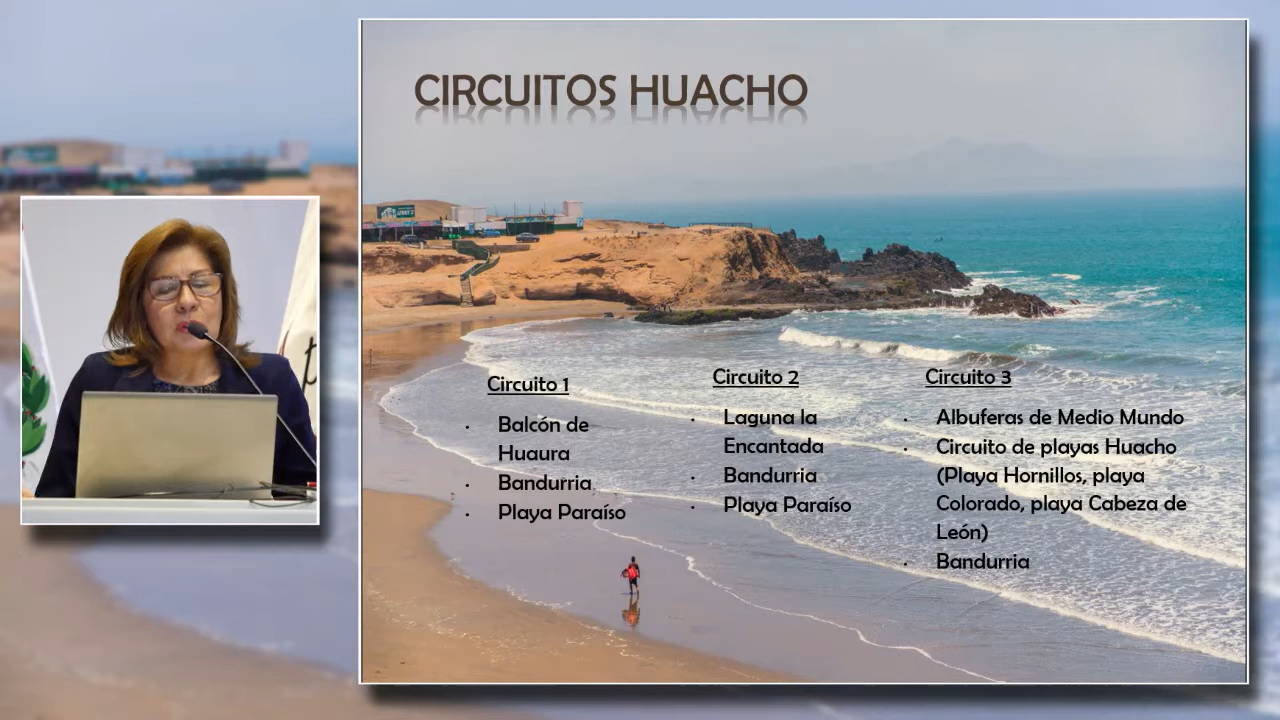 CIRCUITOS HUACHO
Circuito 1
Balcón de
Huaura
Bandurria
Playa Paraíso
Circuito 2
Laguna la
Encantada
Bandurria
Playa Paraíso
Circuito 3
Albuferas de Medio Mundo
Circuito de playas Huacho
(Playa Hornillos, playa
Colorado, playa Cabeza de
León)
Bandurria